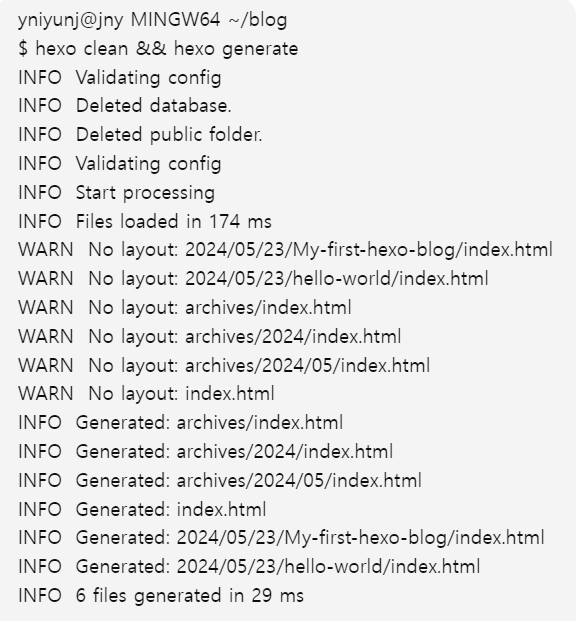 yniyunj@jny MINGW64 ~/blog
$ hexo clean && hexo generate
INFO  Validating config
INFO  Deleted database.
INFO  Deleted public folder.
INFO  Validating config
INFO  Start processing
INFO  Files loaded in 174 ms
WARN  No layout: 2024/05/23/My-first-hexo-blog/index.html
WARN  No layout: 2024/05/23/hello-world/index.html
WARN  No layout: archives/index.html
WARN  No layout: archives/2024/index.html
WARN  No layout: archives/2024/05/index.html
WARN  No layout: index.html
INFO  Generated: archives/index.html
INFO  Generated: archives/2024/index.html
INFO  Generated: archives/2024/05/index.html
INFO  Generated: index.html
INFO  Generated: 2024/05/23/My-first-hexo-blog/index.html
INFO  Generated: 2024/05/23/hello-world/index.html
INFO  6 files generated in 29 ms